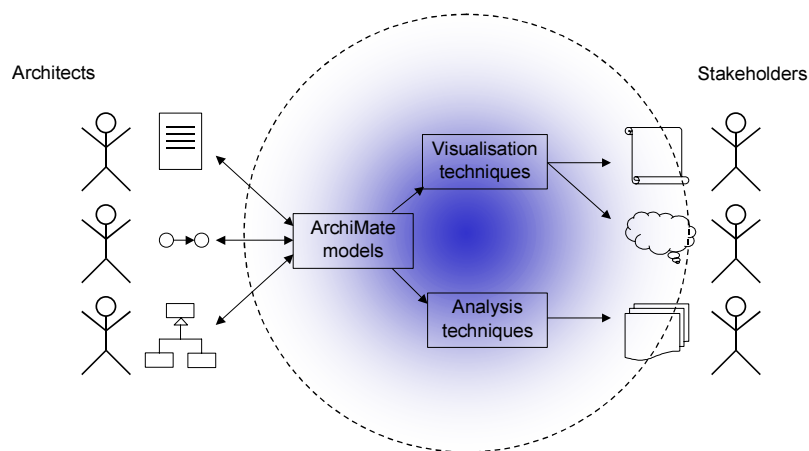 Architects
Stakeholders
Visualisation
techniques
ArchiMate
models
Analysis
techniques